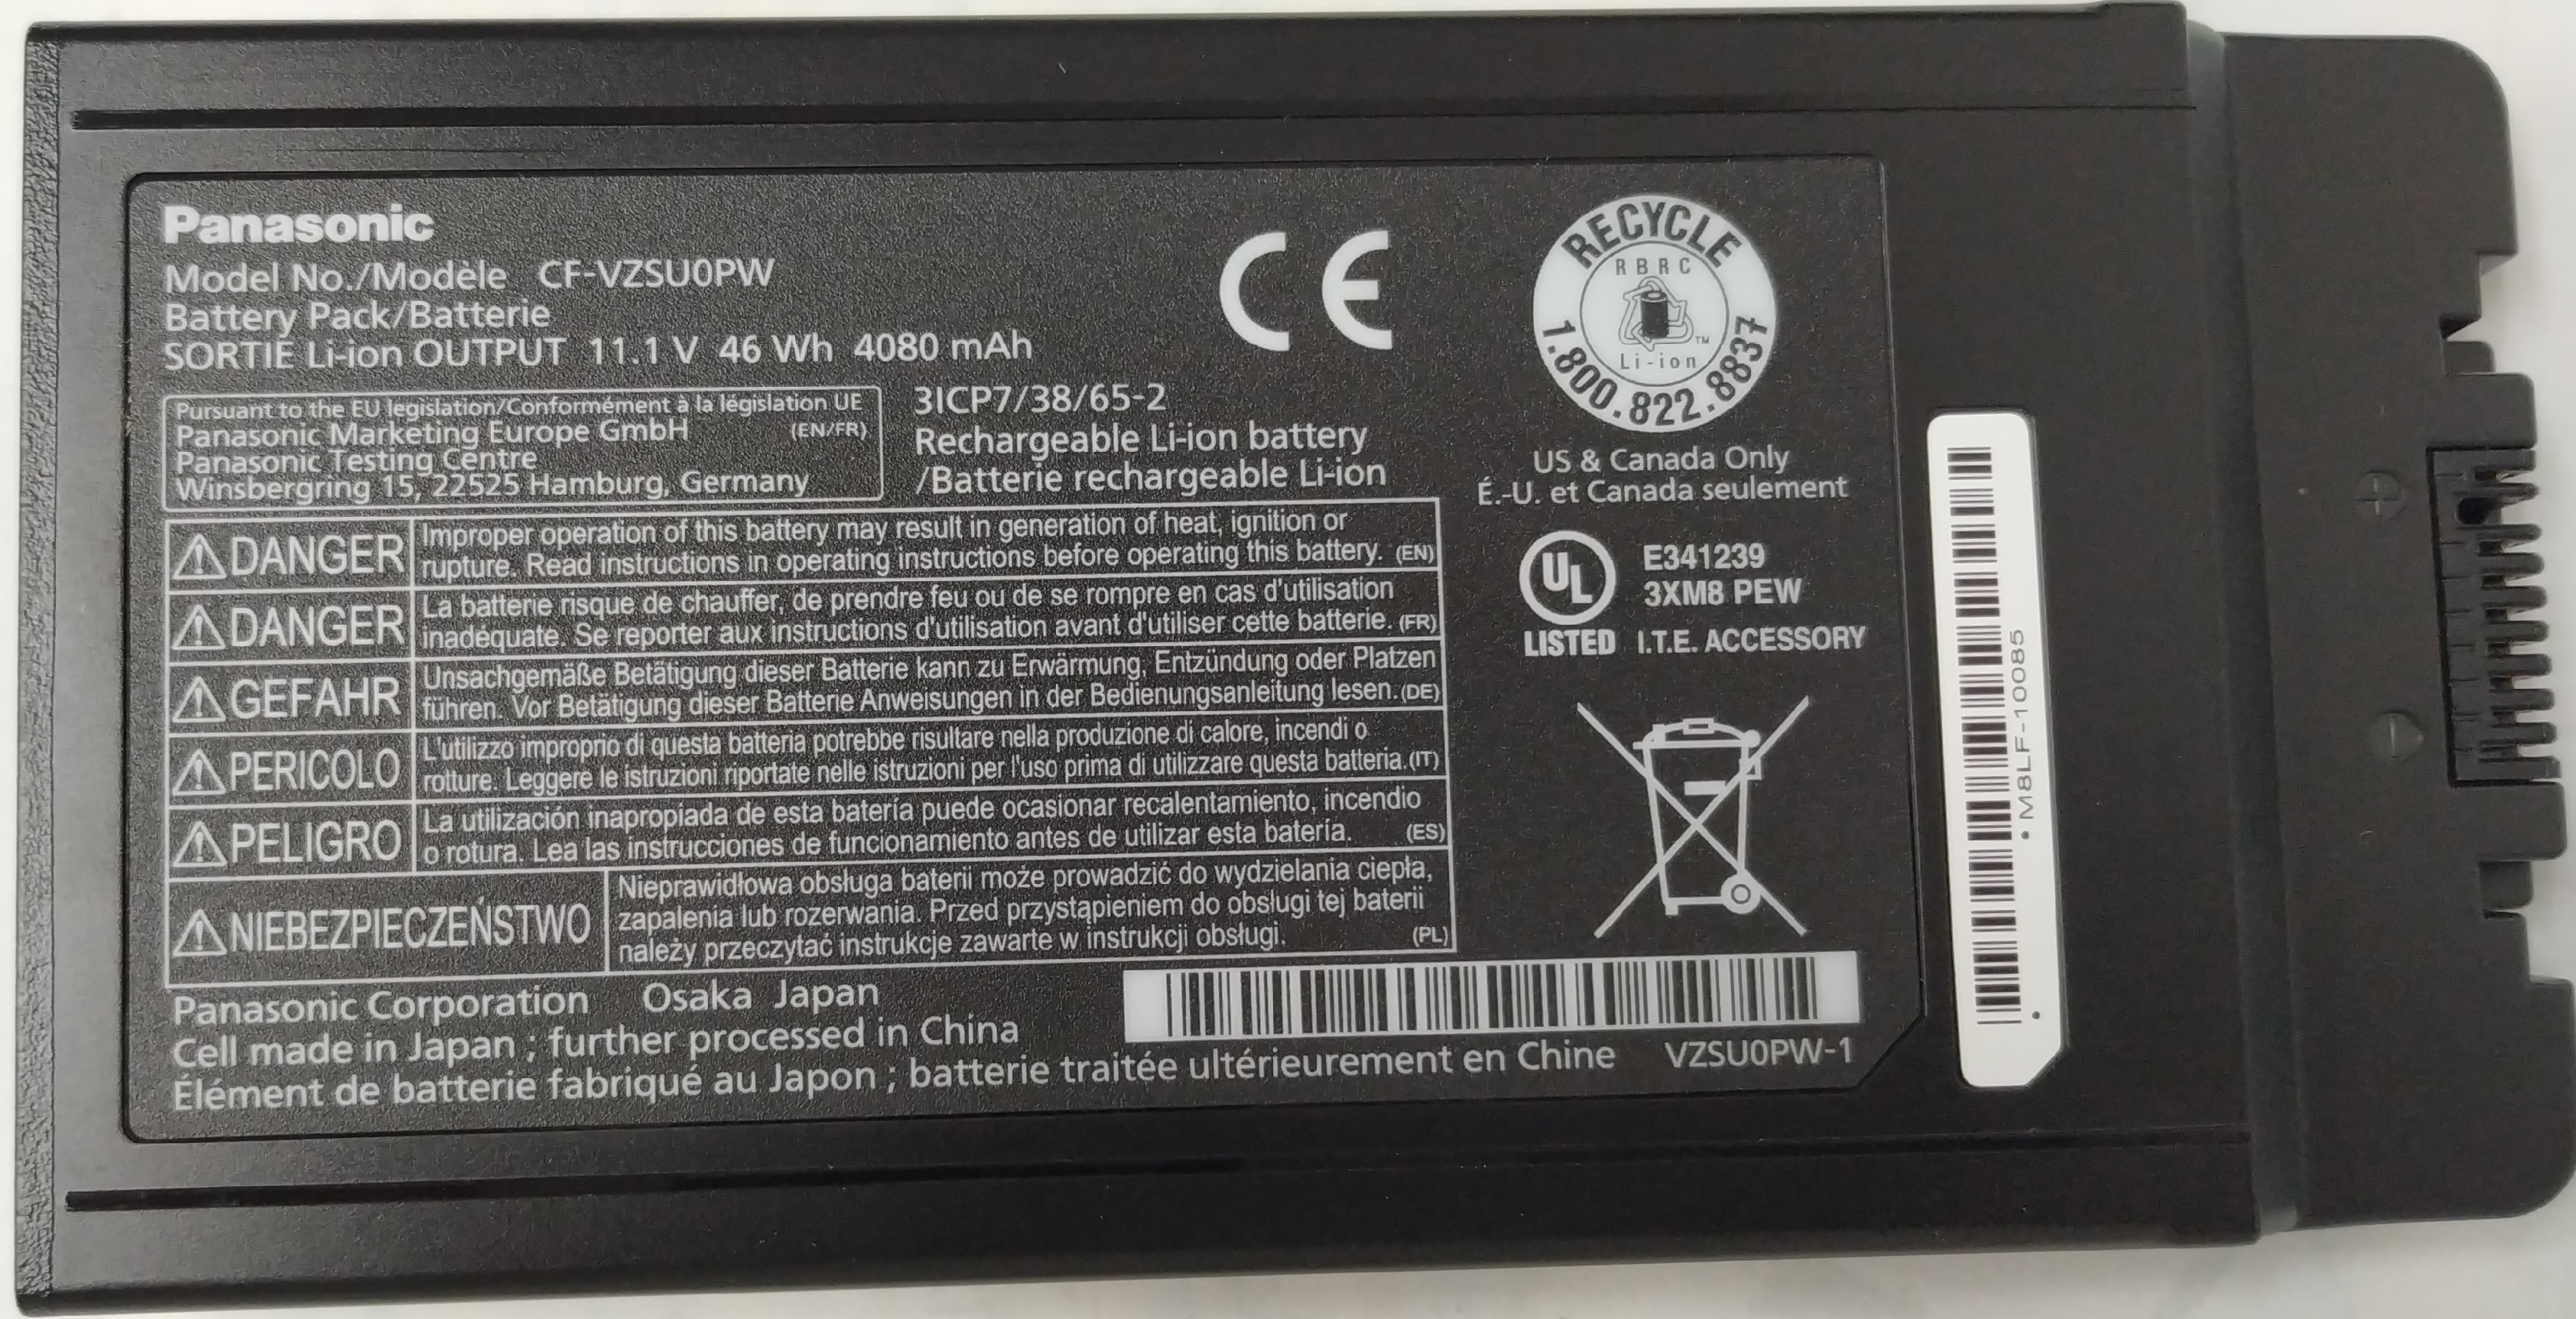 Panasonic
Model No./Modèle CF-VZSU0PW
Battery Pack/Batterie
SORTIE Li-ion OUTPUT 11.1 V 46 Wh 4080 mAh
Pursuant to the EU legislation/Conformément à la législation UE
Panasonic Marketing Europe GmbH (EN/FR)
Panasonic Testing Centre
Winsbergring 15, 22525 Hamburg, Germany
3ICP7/38/65-2
Rechargeable Li-ion battery
/Batterie rechargeable Li-ion
RECYCLE
RBRC
TM
Li-ion
1.800.822.8837
US & Canada Only
É.-U. et Canada seulement
UL
LISTED
E341239
3XM8 PEW
I.T.E. ACCESSORY
DANGER
Improper operation of this battery may result in generation of heat, ignition or
rupture. Read instructions in operating instructions before operating this battery. (EN)
DANGER
La batterie risque de chauffer, de prendre feu ou de se rompre en cas d'utilisation
inadéquate. Se reporter aux instructions d'utilisation avant d'utiliser cette batterie. (FR)
GEFAHR
Unsachgemäße Betätigung dieser Batterie kann zu Erwärmung, Entzündung oder Platzen
führen. Vor Betätigung dieser Batterie Anweisungen in der Bedienungsanleitung lesen. (DE)
PERICOLO
L'utilizzo improprio di questa batteria potrebbe risultare nella produzione di calore, incendi o
rotture. Leggere le istruzioni riportate nelle istruzioni per l'uso prima di utilizzare questa batteria. (IT)
PELIGRO
La utilización inapropiada de esta batería puede ocasionar recalentamiento, incendio
o rotura. Lea las instrucciones de funcionamiento antes de utilizar esta batería. (ES)
NIEBEZPIECZEŃSTWO
Nieprawidłowa obsługa baterii może prowadzić do wydzielania ciepła,
zapalenia lub rozerwania. Przed przystąpieniem do obsługi tej baterii
należy przeczytać instrukcje zawarte w instrukcji obsługi. (PL)
Panasonic Corporation Osaka Japan
Cell made in Japan ; further processed in China
Élément de batterie fabriqué au Japon ; batterie traitée ultérieurement en Chine
VZSU0PW-1
• M8LF-10085 •
+
−